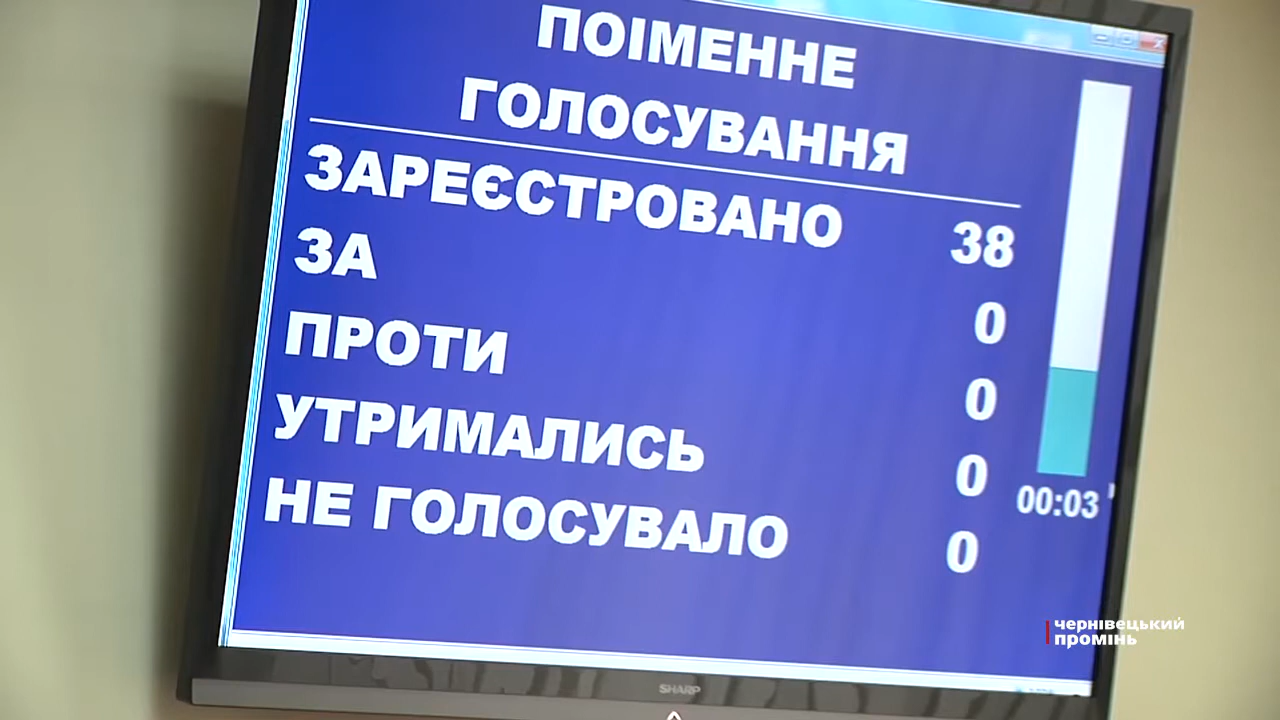 ПОІМЕННЕ
ГОЛОСУВАННЯ
ЗАРЕЄСТРОВАНО 38
ЗА 0
ПРОТИ 0
УТРИМАЛИСЬ 0
НЕ ГОЛОСУВАЛО 0
00:03
чернівецький
промінь
SHARP